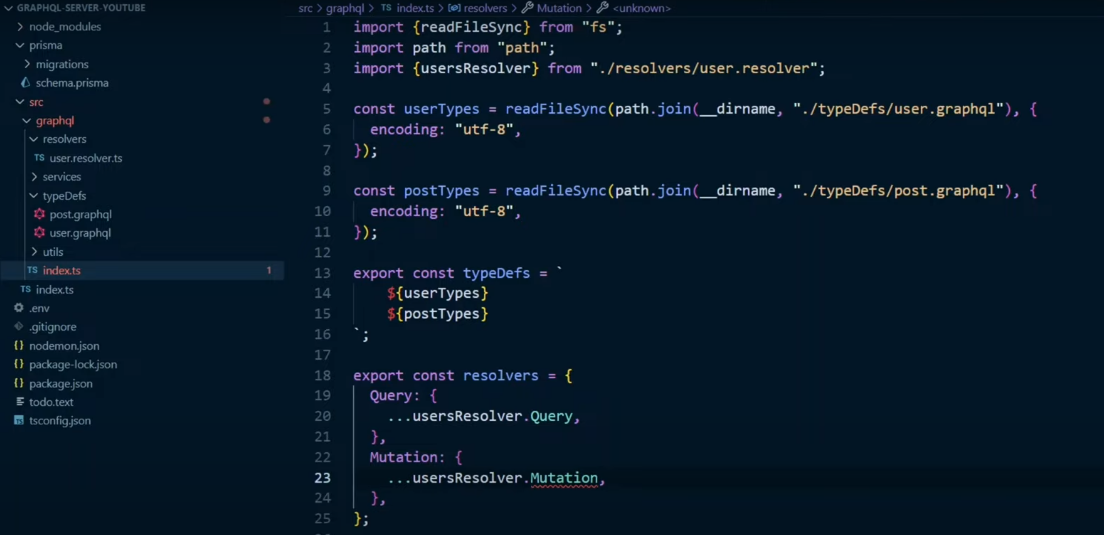 GRAPHQL-SERVER-YOUTUBE
node_modules
prisma
migrations
schema.prisma
src
graphql
resolvers
TS user.resolver.ts
services
typeDefs
post.graphql
user.graphql
utils
TS index.ts 1
TS index.ts
.env
.gitignore
{} nodemon.json
{} package-lock.json
{} package.json
todo.text
TS tsconfig.json
src > graphql > TS index.ts > resolvers > Mutation > <unknown>
1 import {readFileSync} from "fs";
2 import path from "path";
3 import {usersResolver} from "./resolvers/user.resolver";
4
5 const userTypes = readFileSync(path.join(__dirname, "./typeDefs/user.graphql"), {
6 encoding: "utf-8",
7 });
8
9 const postTypes = readFileSync(path.join(__dirname, "./typeDefs/post.graphql"), {
10 encoding: "utf-8",
11 });
12
13 export const typeDefs = `
14 ${userTypes}
15 ${postTypes}
16 `;
17
18 export const resolvers = {
19 Query: {
20 ...usersResolver.Query,
21 },
22 Mutation: {
23 ...usersResolver.Mutation,
24 },
25 };